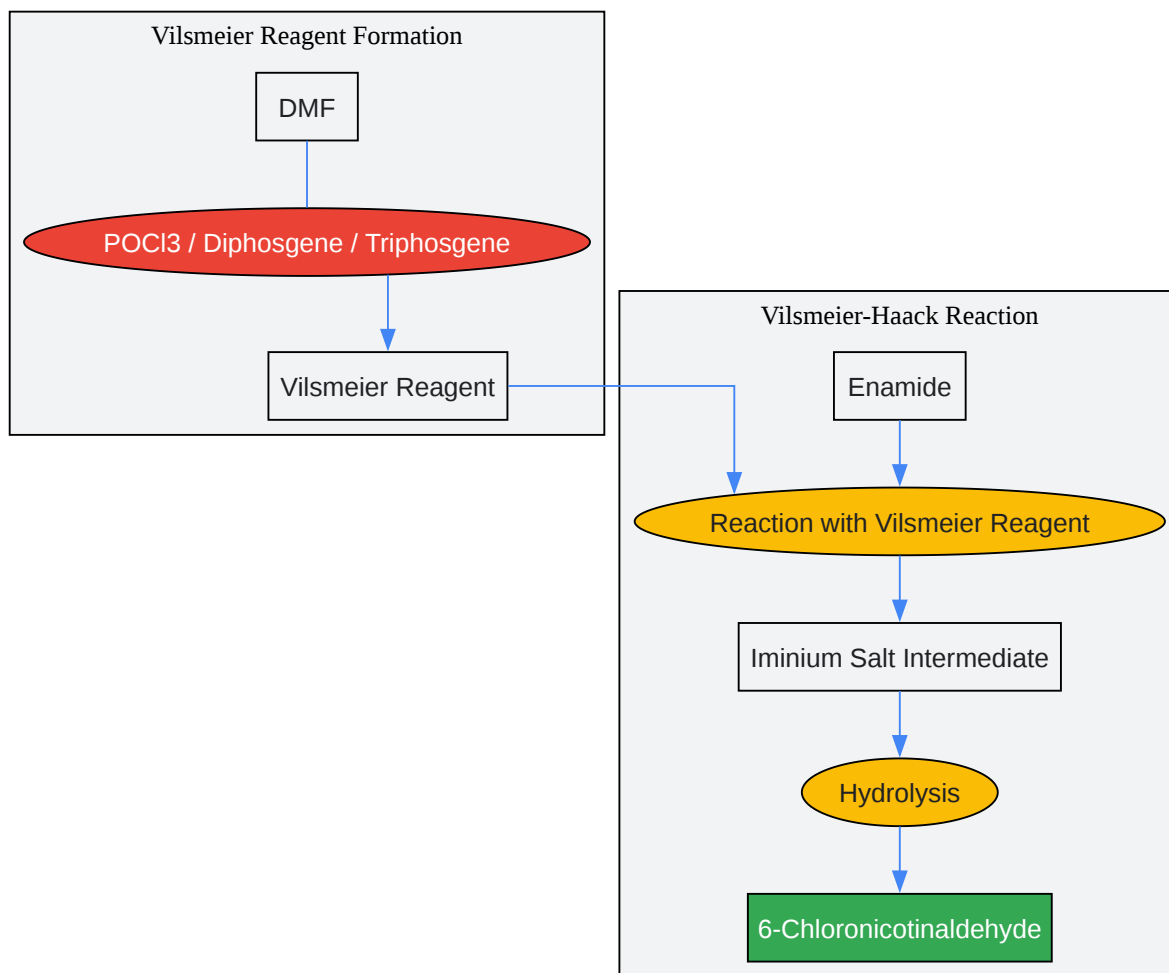 Vilsmeier Reagent Formation
DMF
POCl3 / Diphosgene / Triphosgene
Vilsmeier Reagent
Vilsmeier-Haack Reaction
Enamide
Reaction with Vilsmeier Reagent
Iminium Salt Intermediate
Hydrolysis
6-Chloronicotinaldehyde